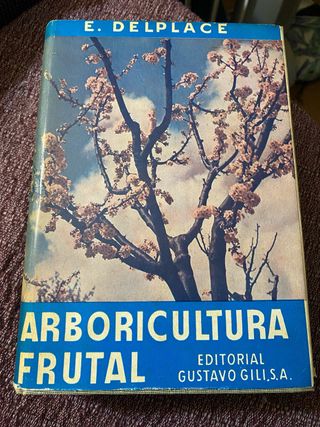 E. DELPLACE
ARBORICULTURA
FRUTAL
EDITORIAL
GUSTAVO GILI, S.A.